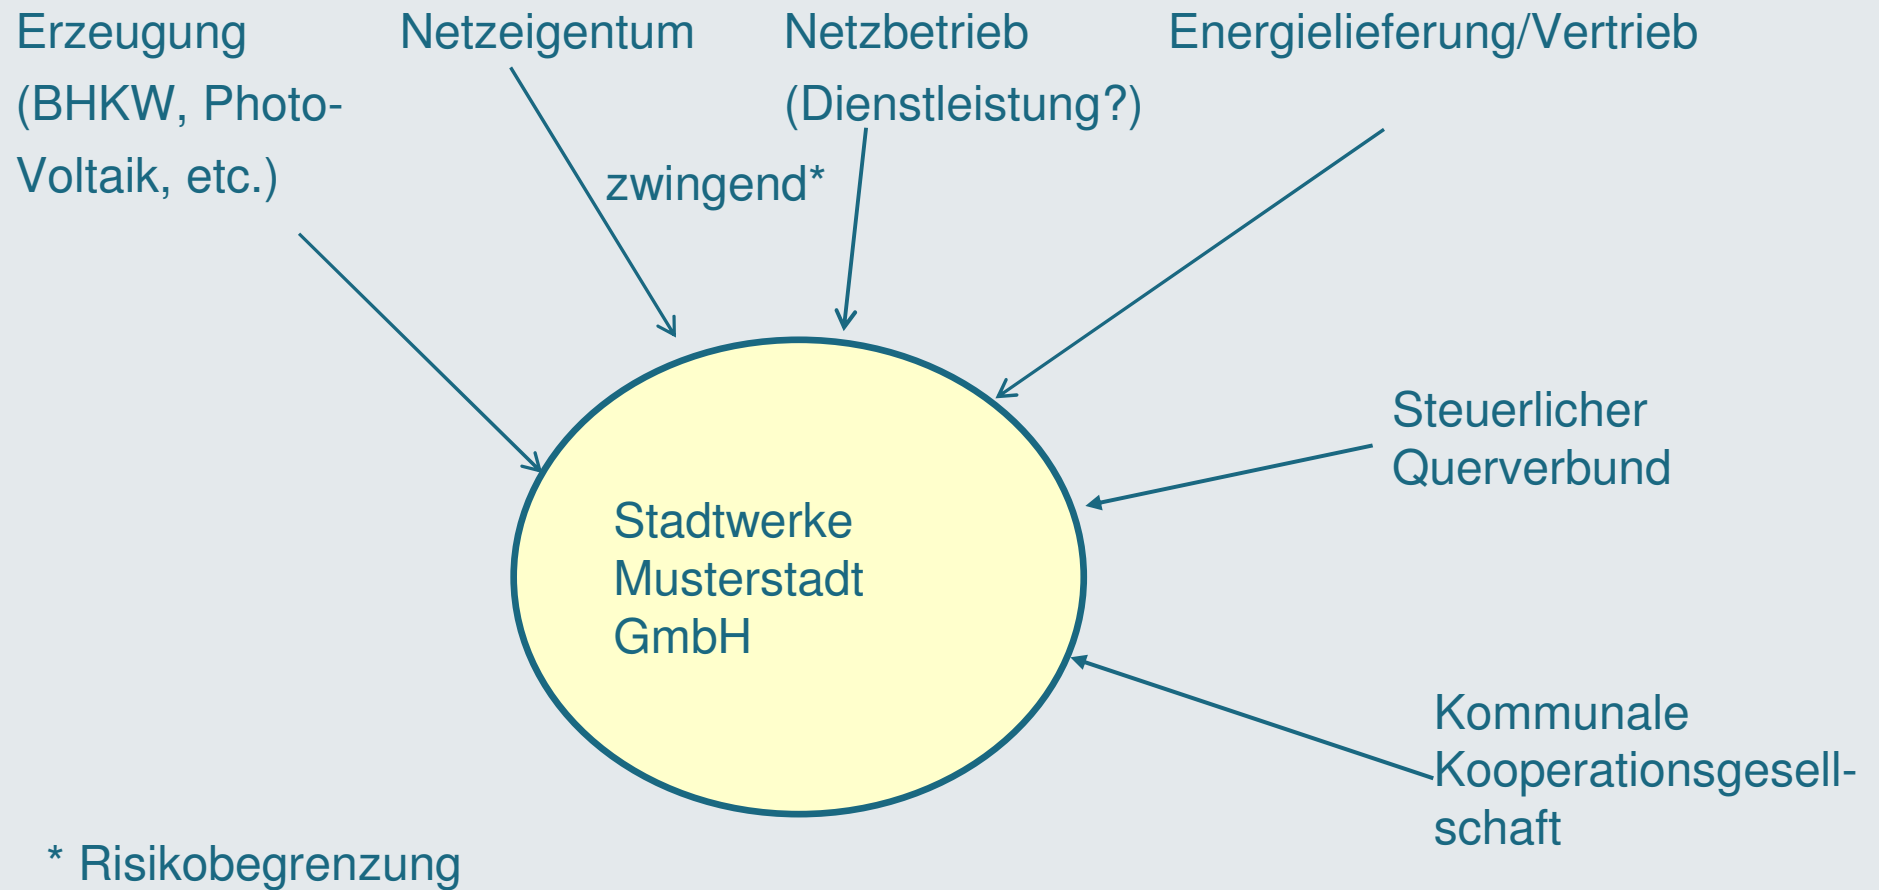 Erzeugung
(BHKW, Photo-
Voltaik, etc.)
Netzeigentum
zwingend*
Netzbetrieb
(Dienstleistung?)
Energielieferung/Vertrieb
Steuerlicher
Querverbund
Stadtwerke
Musterstadt
GmbH
Kommunale
Kooperationsgesell-
schaft
* Risikobegrenzung